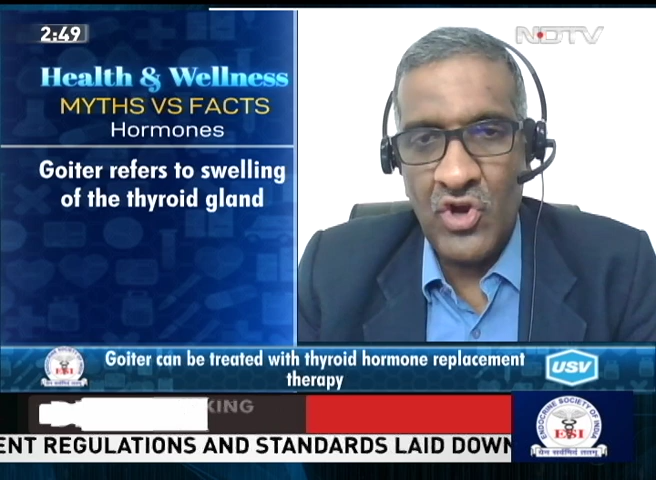 2:49
NDTV
Health & Wellness
MYTHS VS FACTS
Hormones
Goiter refers to swelling
of the thyroid gland
Goiter can be treated with thyroid hormone replacement
therapy
ESI
USV
KING
ENT REGULATIONS AND STANDARDS LAID DOWN
ENDOCRINE SOCIETY OF INDIA
ESI